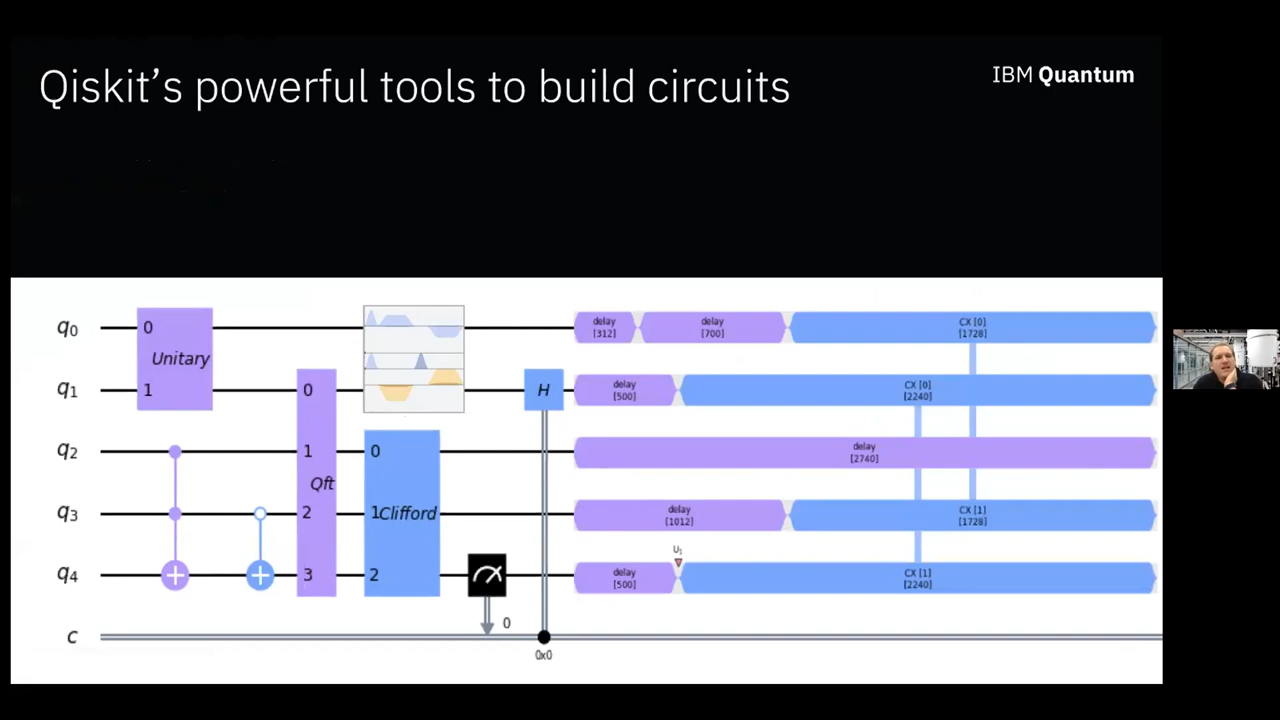 Qiskit's powerful tools to build circuits
IBM Quantum
q0
0
Unitary
delay
[312]
delay
[700]
CX [0]
[1728]
q1
1
0
H
delay
[500]
CX [0]
[2240]
q2
1
0
delay
[2740]
Qft
q3
2
1Clifford
delay
[1012]
CX [1]
[1728]
U1
q4
3
2
delay
[500]
CX [1]
[2240]
0
c
0x0